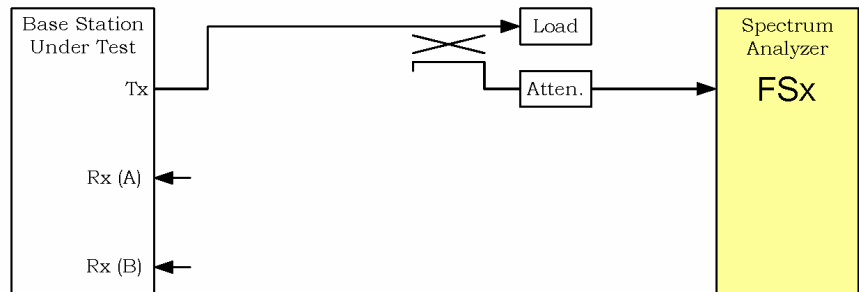 Base Station
Under Test
Tx
Rx (A)
Rx (B)
Load
Atten.
Spectrum
Analyzer
FSx